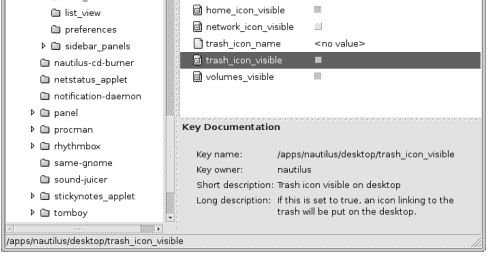 list_view
preferences
sidebar_panels
nautilus-cd-burner
netstatus_applet
notification-daemon
panel
procman
rhythmbox
same-gnome
sound-juicer
stickynotes_applet
tomboy
home_icon_visible
network_icon_visible
trash_icon_name <no value>
trash_icon_visible
volumes_visible
Key Documentation
Key name: /apps/nautilus/desktop/trash_icon_visible
Key owner: nautilus
Short description: Trash icon visible on desktop
Long description: If this is set to true, an icon linking to the
trash will be put on the desktop.
/apps/nautilus/desktop/trash_icon_visible